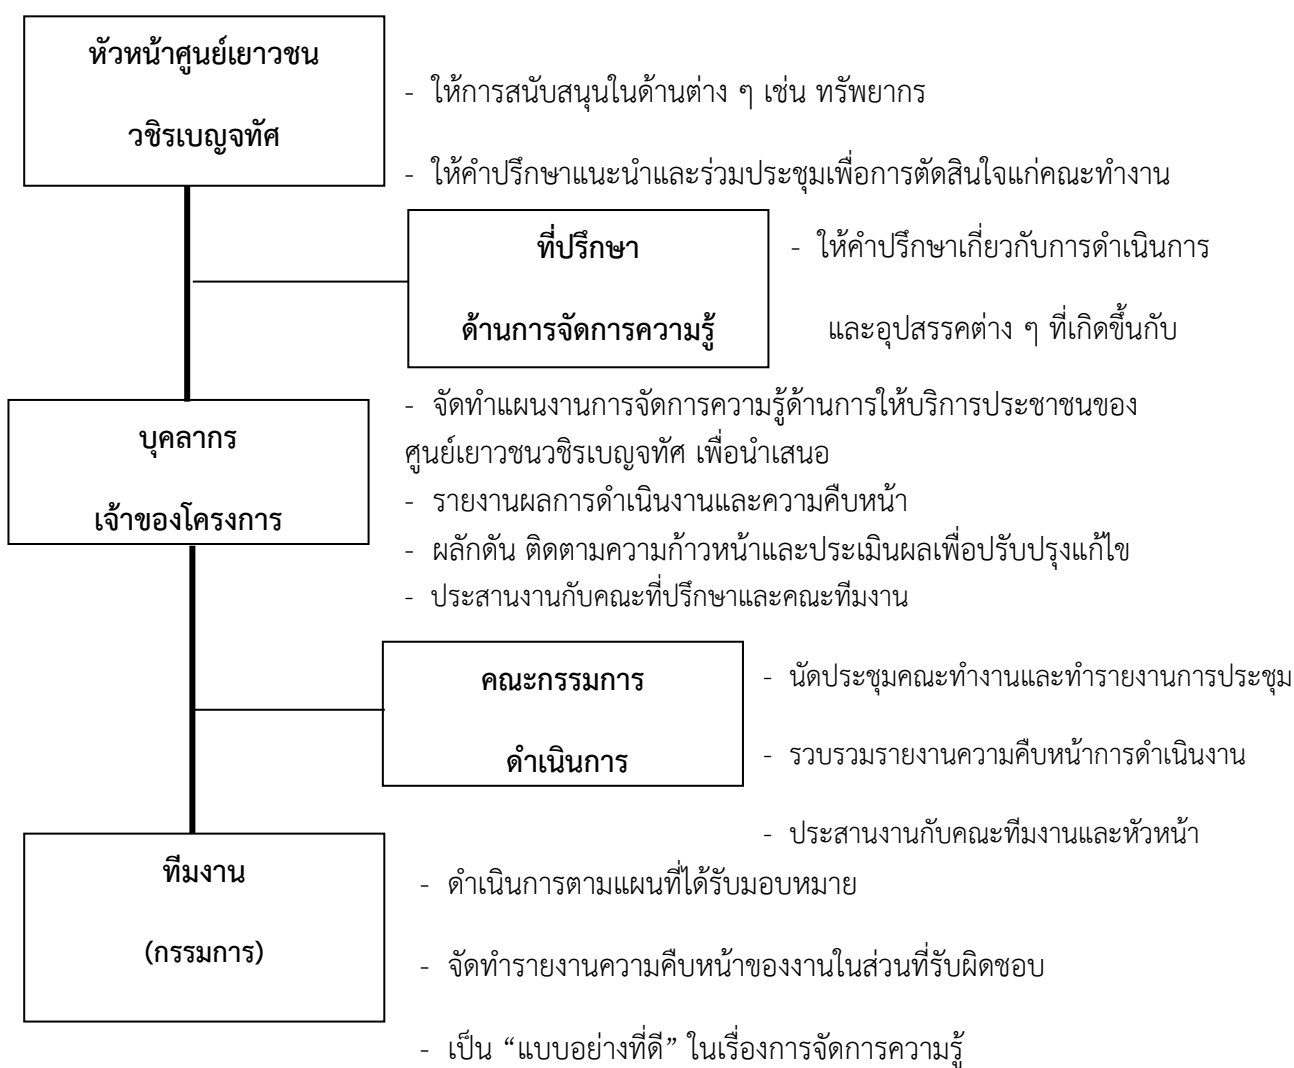 หัวหน้าศูนย์เยาวชน
วชิรเบญจทัศ
- ให้การสนับสนุนในด้านต่าง ๆ เช่น ทรัพยากร
- ให้คำปรึกษาแนะนำและร่วมประชุมเพื่อการตัดสินใจแก่คณะทำงาน
ที่ปรึกษา
ด้านการจัดการความรู้
- ให้คำปรึกษาเกี่ยวกับการดำเนินการ
และอุปสรรคต่าง ๆ ที่เกิดขึ้นกับ
บุคลากร
เจ้าของโครงการ
- จัดทำแผนงานการจัดการความรู้ด้านการให้บริการประชาชนของ
ศูนย์เยาวชนวชิรเบญจทัศ เพื่อนำเสนอ
- รายงานผลการดำเนินงานและความคืบหน้า
- ผลักดัน ติดตามความก้าวหน้าและประเมินผลเพื่อปรับปรุงแก้ไข
- ประสานงานกับคณะที่ปรึกษาและคณะทีมงาน
คณะกรรมการ
ดำเนินการ
- นัดประชุมคณะทำงานและทำรายงานการประชุม
- รวบรวมรายงานความคืบหน้าการดำเนินงาน
- ประสานงานกับคณะทีมงานและหัวหน้า
ทีมงาน
(กรรมการ)
- ดำเนินการตามแผนที่ได้รับมอบหมาย
- จัดทำรายงานความคืบหน้าของงานในส่วนที่รับผิดชอบ
- เป็น “แบบอย่างที่ดี” ในเรื่องการจัดการความรู้